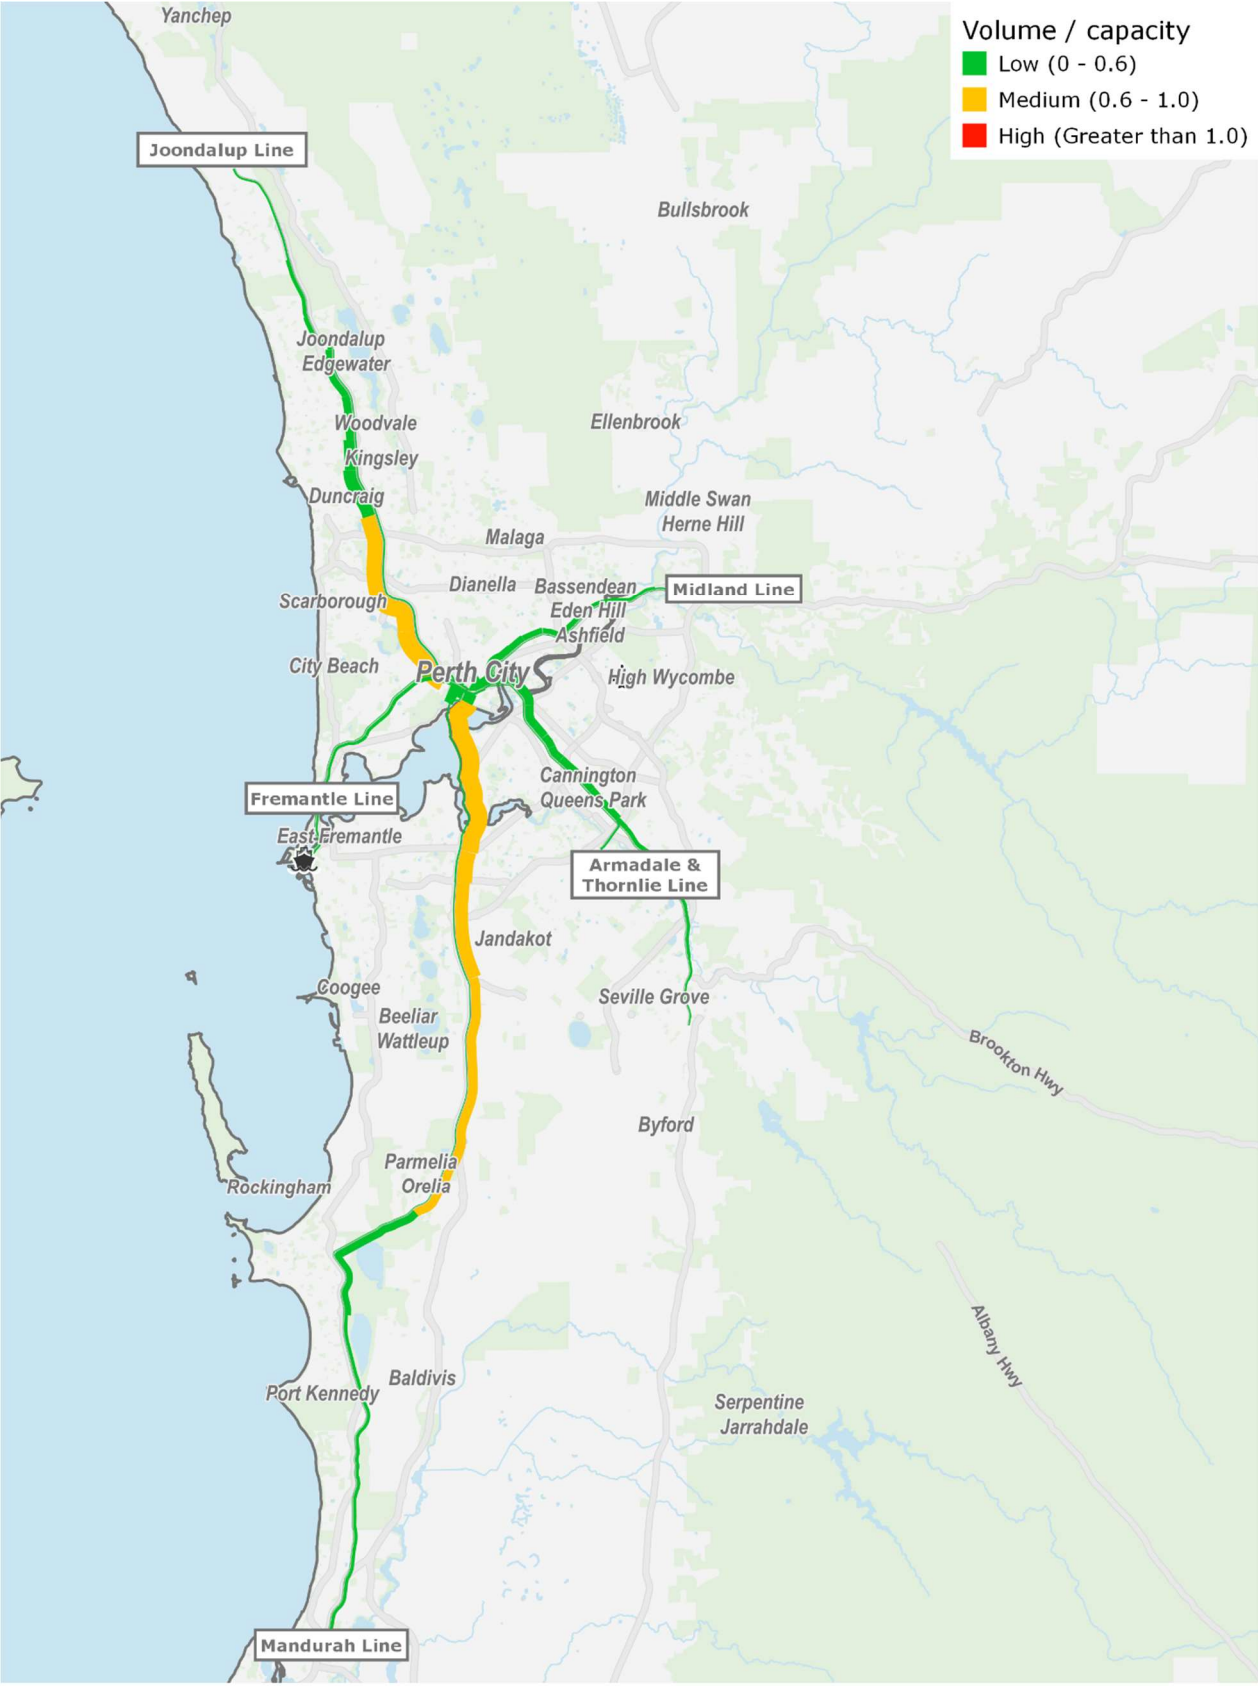 Yanchep
Volume / capacity
Low (0 - 0.6)
Medium (0.6 - 1.0)
High (Greater than 1.0)
Joondalup Line
Bullsbrook
Joondalup
Edgewater
Woodvale
Ellenbrook
Kingsley
Duncraig
Middle Swan
Herne Hill
Malaga
Dianella
Bassendean
Midland Line
Scarborough
Eden Hill
Ashfield
City Beach
Perth City
High Wycombe
Cannington
Queens Park
Fremantle Line
East Fremantle
Armadale &
Thornlie Line
Jandakot
Coogee
Seville Grove
Beeliar
Wattleup
Brookton Hwy
Byford
Parmelia
Orelia
Rockingham
Albany Hwy
Baldivis
Port Kennedy
Serpentine
Jarrahdale
Mandurah Line